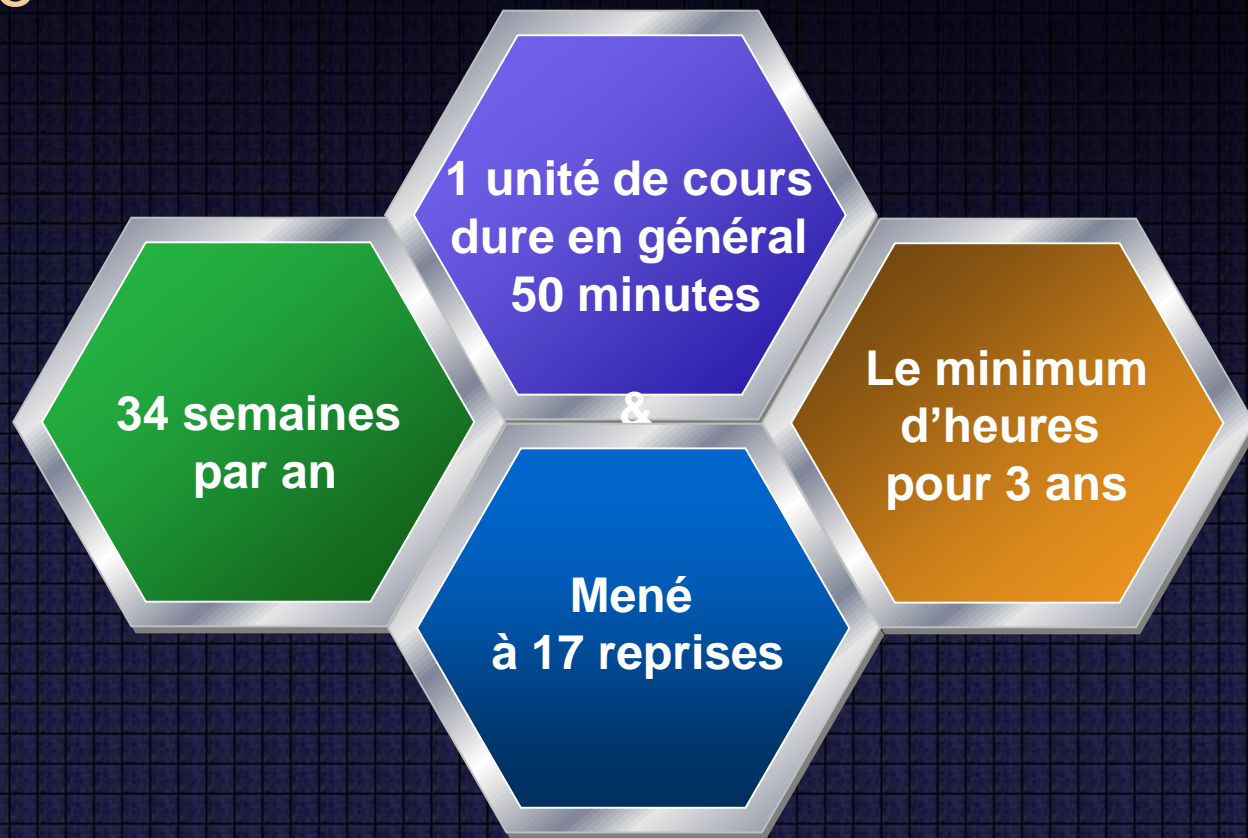 1 unité de cours
dure en général
50 minutes
&
34 semaines
par an
Le minimum
d’heures
pour 3 ans
Mené
à 17 reprises